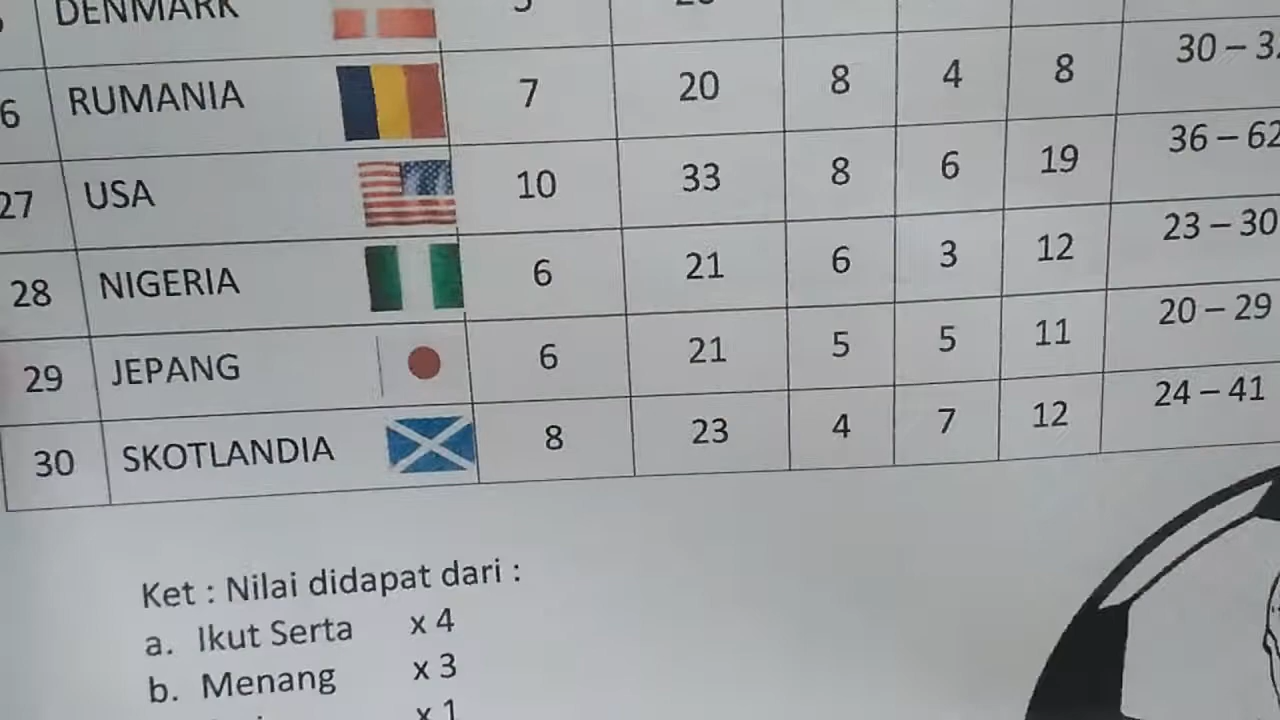 DENMARK
RUMANIA 7 20 8 4 8
27 USA 10 33 8 6 19 36 – 62
28 NIGERIA 6 21 6 3 12 23 – 30
29 JEPANG 6 21 5 5 11 20 – 29
30 SKOTLANDIA 8 23 4 7 12 24 – 41
Ket : Nilai didapat dari :
a. Ikut Serta x 4
b. Menang x 3
x 1